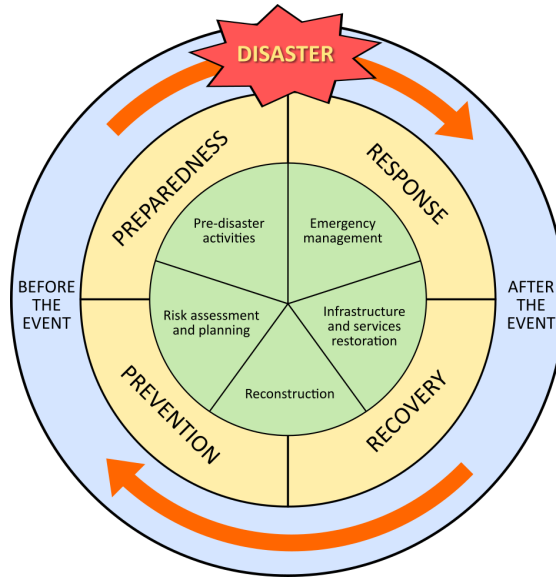 DISASTER
PREPAREDNESS
RESPONSE
Pre-disaster
activities
Emergency
management
BEFORE
THE
EVENT
AFTER
THE
EVENT
Risk assessment
and planning
Infrastructure
and services
restoration
Reconstruction
PREVENTION
RECOVERY